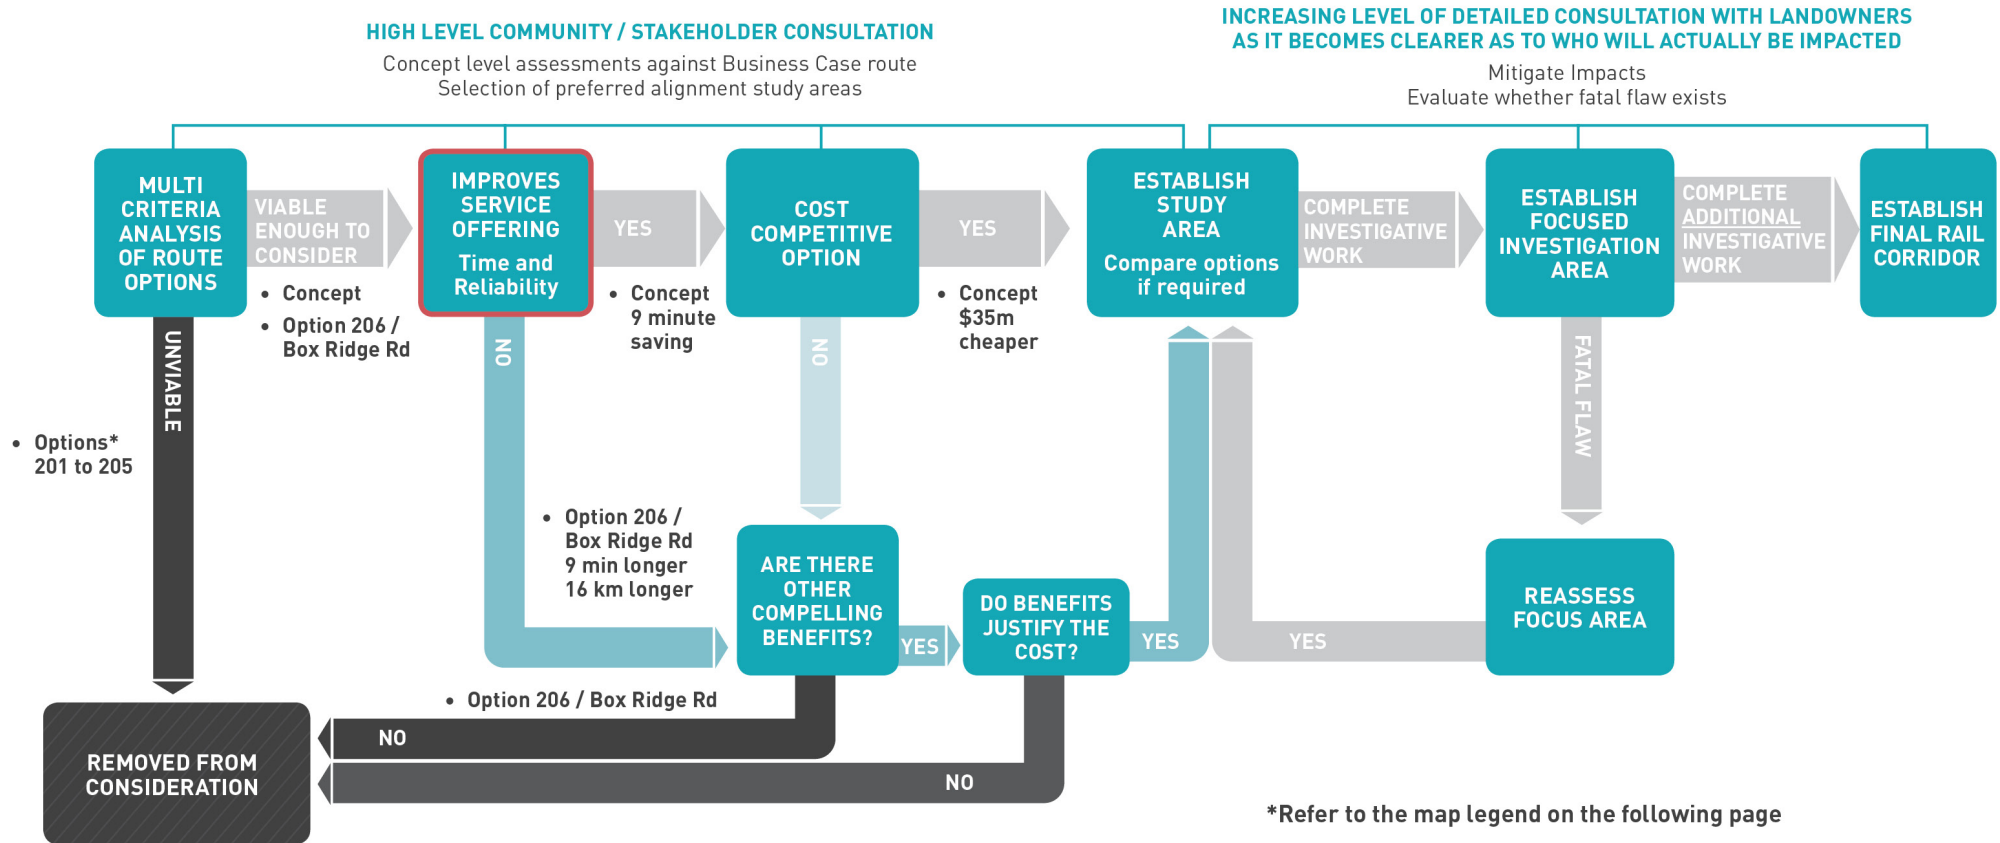 HIGH LEVEL COMMUNITY / STAKEHOLDER CONSULTATION
Concept level assessments against Business Case route
Selection of preferred alignment study areas
INCREASING LEVEL OF DETAILED CONSULTATION WITH LANDOWNERS
AS IT BECOMES CLEARER AS TO WHO WILL ACTUALLY BE IMPACTED
Mitigate Impacts
Evaluate whether fatal flaw exists
MULTI
CRITERIA
ANALYSIS
OF ROUTE
OPTIONS
VIABLE
ENOUGH TO
CONSIDER
• Concept
• Option 206 /
Box Ridge Rd
IMPROVES
SERVICE
OFFERING
Time and
Reliability
YES
• Concept
9 minute
saving
COST
COMPETITIVE
OPTION
YES
• Concept
$35m
cheaper
ESTABLISH
STUDY
AREA
Compare options
if required
COMPLETE
INVESTIGATIVE
WORK
ESTABLISH
FOCUSED
INVESTIGATION
AREA
COMPLETE
ADDITIONAL
INVESTIGATIVE
WORK
ESTABLISH
FINAL RAIL
CORRIDOR
UNVIABLE
NO
NO
FATAL FLAW
• Options*
201 to 205
• Option 206 /
Box Ridge Rd
9 min longer
16 km longer
ARE THERE
OTHER
COMPELLING
BENEFITS?
YES
DO BENEFITS
JUSTIFY THE
COST?
YES
YES
REASSESS
FOCUS AREA
• Option 206 / Box Ridge Rd
NO
NO
REMOVED FROM
CONSIDERATION
*Refer to the map legend on the following page